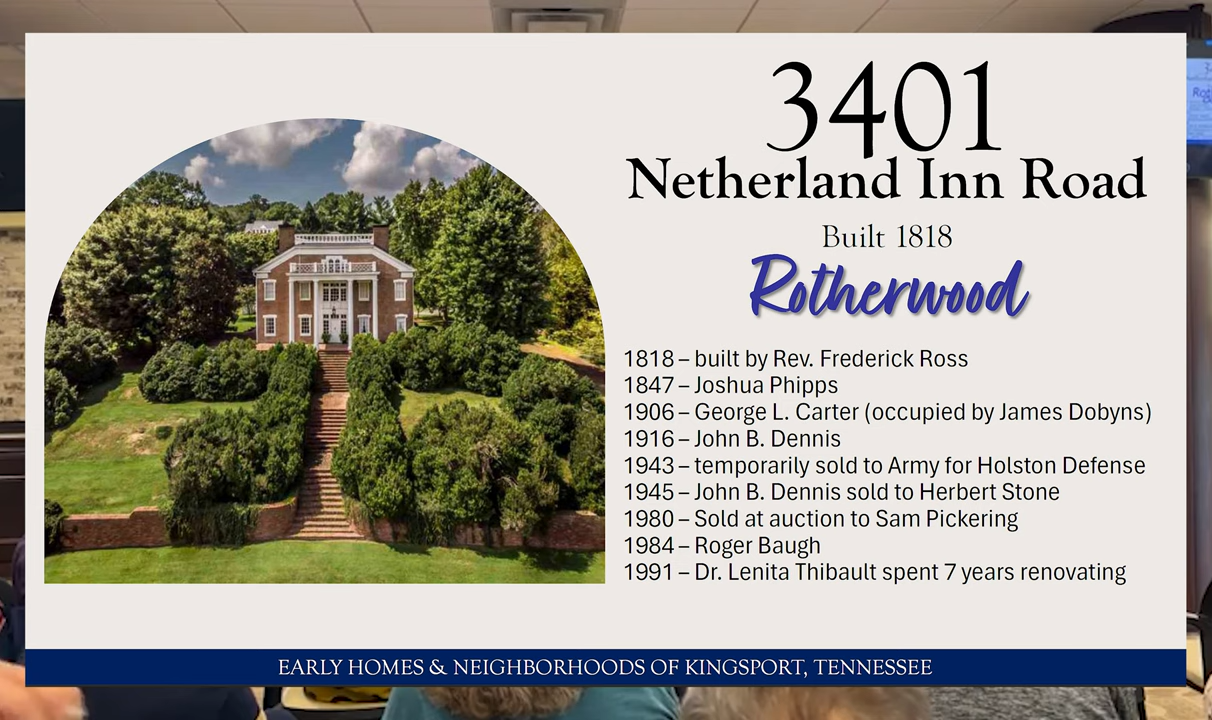 3401
Netherland Inn Road
Built 1818
Rotherwood
1818 – built by Rev. Frederick Ross
1847 – Joshua Phipps
1906 – George L. Carter (occupied by James Dobyns)
1916 – John B. Dennis
1943 – temporarily sold to Army for Holston Defense
1945 – John B. Dennis sold to Herbert Stone
1980 – Sold at auction to Sam Pickering
1984 – Roger Baugh
1991 – Dr. Lenita Thibault spent 7 years renovating
EARLY HOMES & NEIGHBORHOODS OF KINGSPORT, TENNESSEE